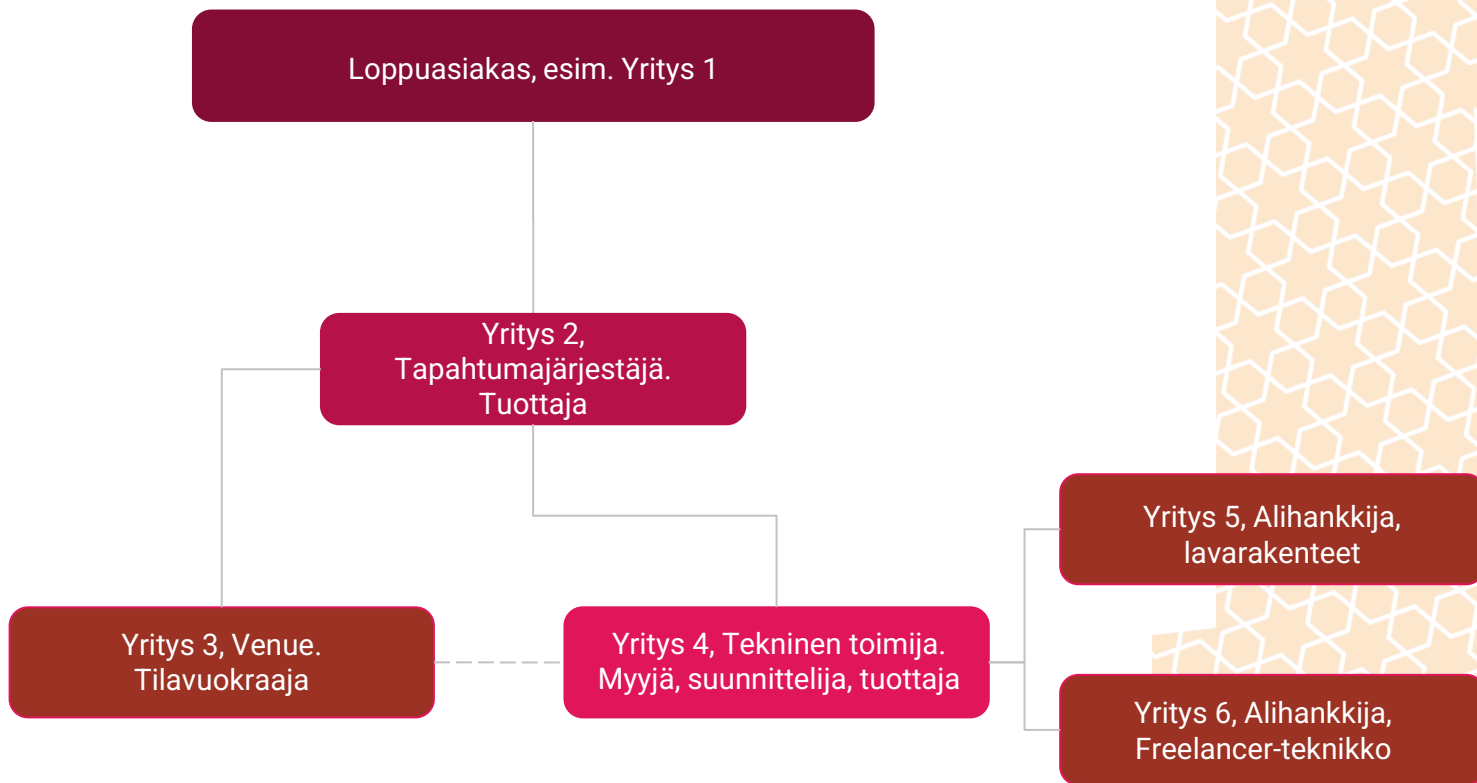 Loppuasiakas, esim. Yritys 1
Yritys 2,
Tapahtumajärjestäjä.
Tuottaja
Yritys 3, Venue.
Tilavuokraaja
Yritys 4, Tekninen toimija.
Myyjä, suunnittelija, tuottaja
Yritys 5, Alihankkija,
lavarakenteet
Yritys 6, Alihankkija,
Freelancer-teknikko